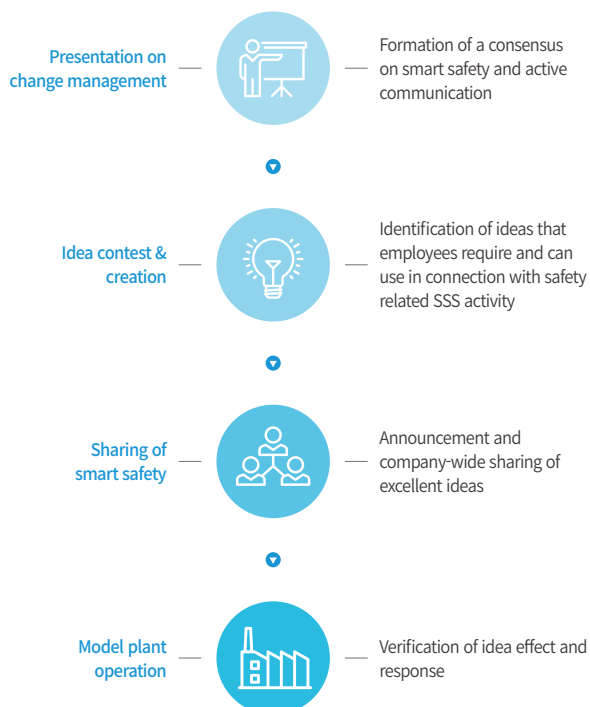 Presentation on
change management
Formation of a consensus
on smart safety and active
communication
Idea contest &
creation
Identification of ideas that
employees require and can
use in connection with safety
related SSS activity
Sharing of
smart safety
Announcement and
company-wide sharing of
excellent ideas
Model plant
operation
Verification of idea effect and
response